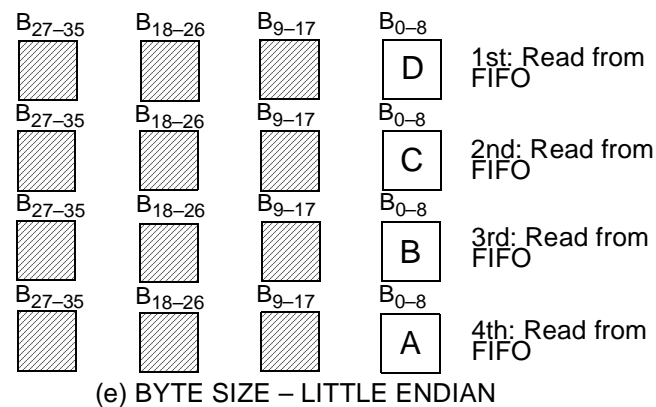 B27–35 B18–26 B9–17 B0–8
D 1st: Read from
FIFO
B27–35 B18–26 B9–17 B0–8
C 2nd: Read from
FIFO
B27–35 B18–26 B9–17 B0–8
B 3rd: Read from
FIFO
B27–35 B18–26 B9–17 B0–8
A 4th: Read from
FIFO
(e) BYTE SIZE – LITTLE ENDIAN